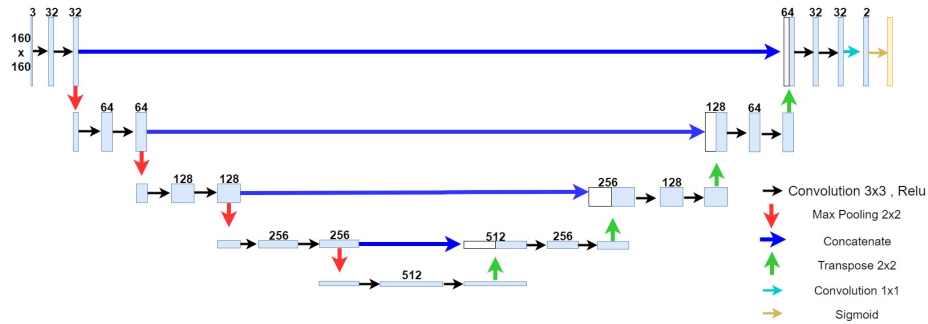 3 32 32
160
x
160
64 32 32 2
64 64
128 64
128 128
256 128
256 256
512 256
512
Convolution 3x3 , Relu
Max Pooling 2x2
Concatenate
Transpose 2x2
Convolution 1x1
Sigmoid